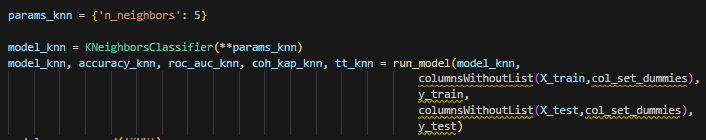 params_knn = {'n_neighbors': 5}
model_knn = KNeighborsClassifier(**params_knn)
model_knn, accuracy_knn, roc_auc_knn, coh_kap_knn, tt_knn = run_model(model_knn,
columnsWithoutList(X_train,col_set_dummies),
y_train,
columnsWithoutList(X_test,col_set_dummies),
y_test)